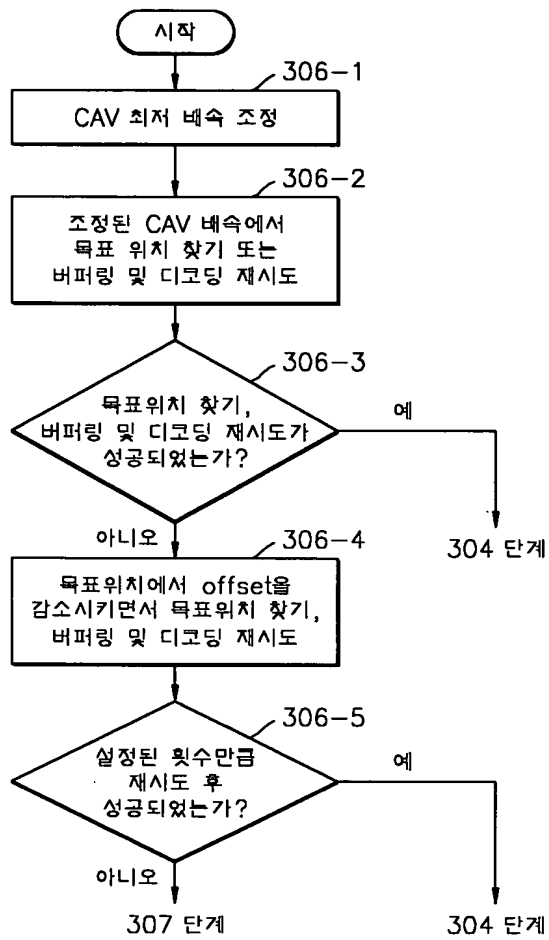 시작
306-1
CAV 최저 배속 조정
306-2
조정된 CAV 배속에서
목표 위치 찾기 또는
버퍼링 및 디코딩 재시도
306-3
목표위치 찾기,
버퍼링 및 디코딩 재시도가
성공되었는가?
예
아니오
304 단계
306-4
목표위치에서 offset을
감소시키면서 목표위치 찾기,
버퍼링 및 디코딩 재시도
306-5
설정된 횟수만큼
재시도 후
성공되었는가?
예
아니오
307 단계
304 단계